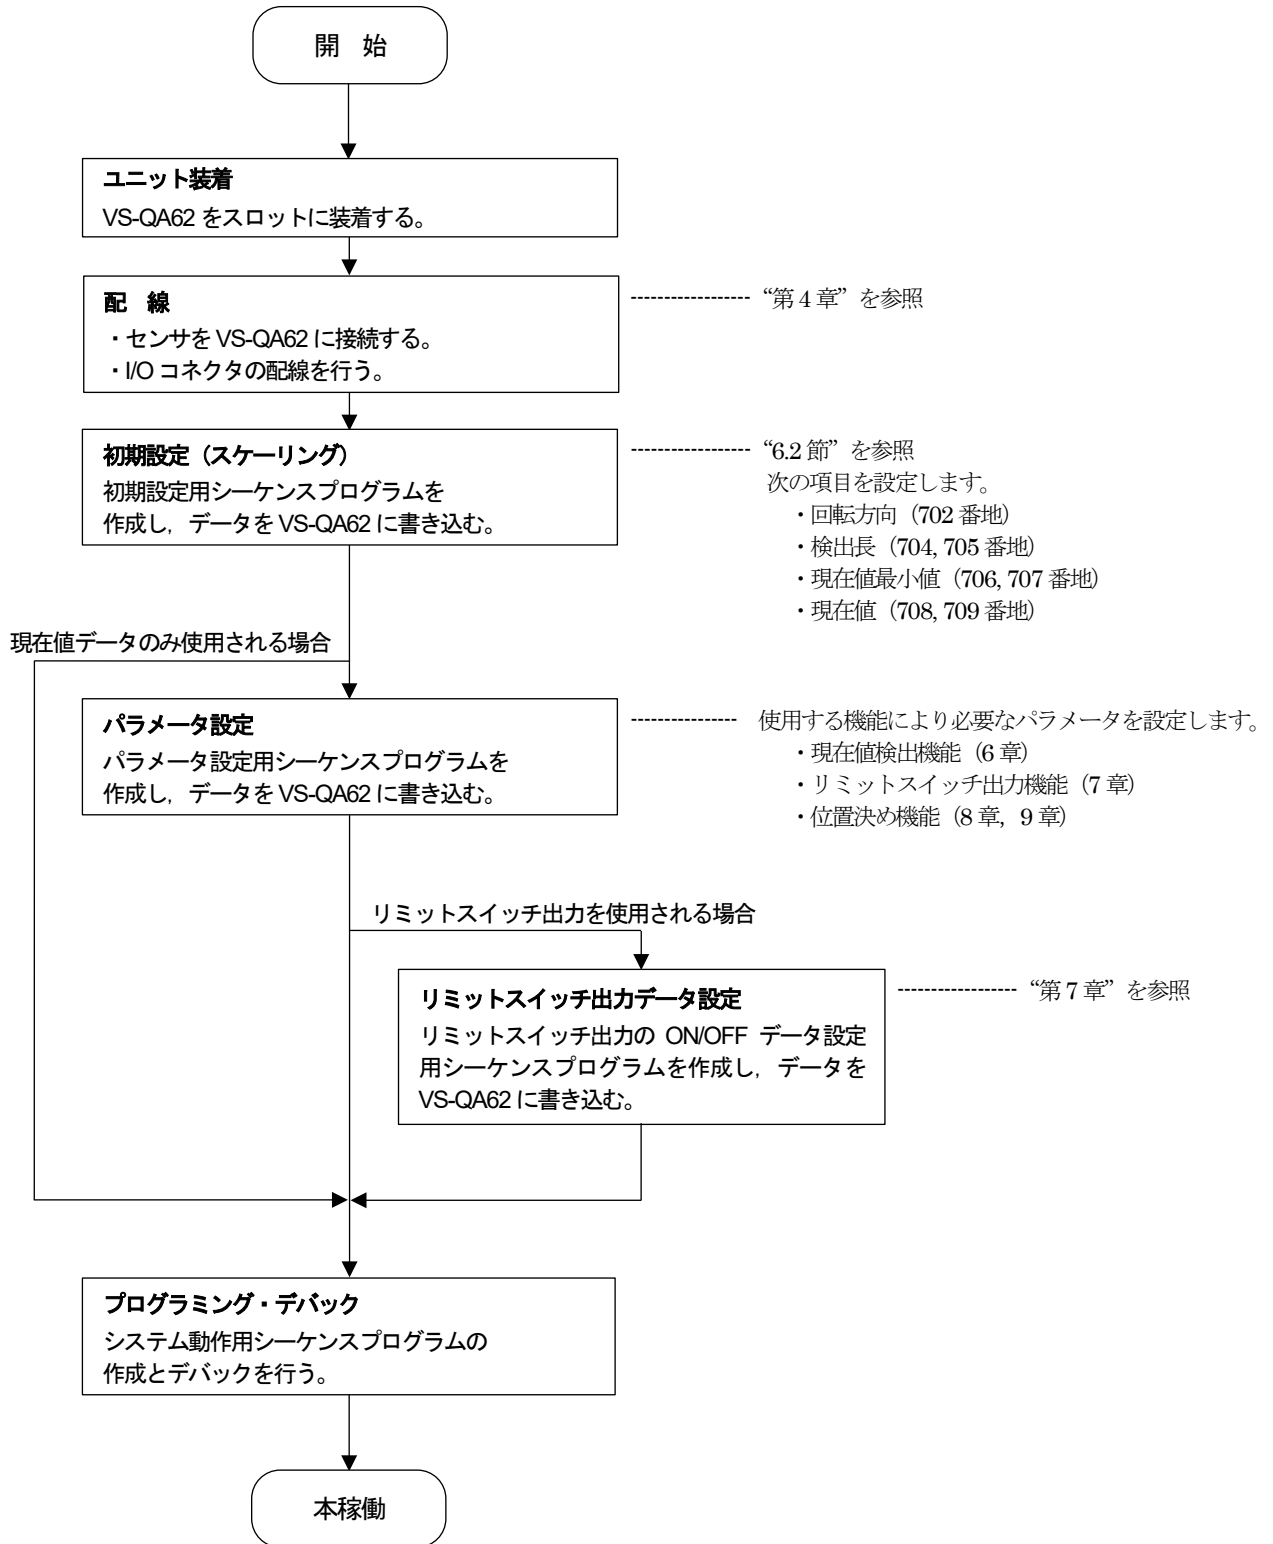 開　始
ユニット装着
VS-QA62 をスロットに装着する。
配　線
・センサを VS-QA62 に接続する。
・I/O コネクタの配線を行う。
“第 4 章” を参照
初期設定（スケーリング）
初期設定用シーケンスプログラムを
作成し，データを VS-QA62 に書き込む。
“6.2 節” を参照
次の項目を設定します。
・回転方向（702 番地）
・検出長（704, 705 番地）
・現在値最小値（706, 707 番地）
・現在値（708, 709 番地）
現在値データのみ使用される場合
パラメータ設定
パラメータ設定用シーケンスプログラムを
作成し，データを VS-QA62 に書き込む。
使用する機能により必要なパラメータを設定します。
・現在値検出機能（6 章）
・リミットスイッチ出力機能（7 章）
・位置決め機能（8 章，9 章）
リミットスイッチ出力を使用される場合
リミットスイッチ出力データ設定
リミットスイッチ出力の ON/OFF データ設定
用シーケンスプログラムを作成し，データを
VS-QA62 に書き込む。
“第 7 章” を参照
プログラミング・デバック
システム動作用シーケンスプログラムの
作成とデバックを行う。
本稼働